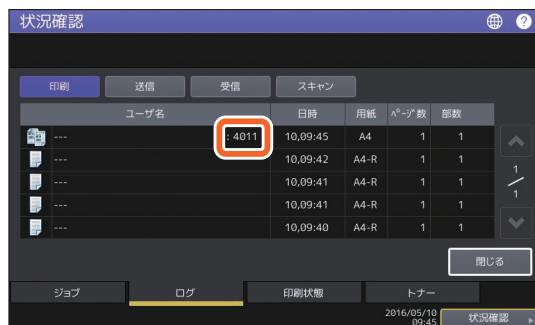 状況確認 ?
印刷 送信 受信 スキャン
ユーザ名 日時 用紙 ページ数 部数
--- : 4011 10,09:45 A4 1 1
--- 10,09:42 A4-R 1 1
--- 10,09:41 A4-R 1 1
--- 10,09:41 A4-R 1 1
--- 10,09:40 A4-R 1 1
1
/
1
閉じる
ジョブ ログ 印刷状態 トナー
2016/05/10
09:45 状況確認